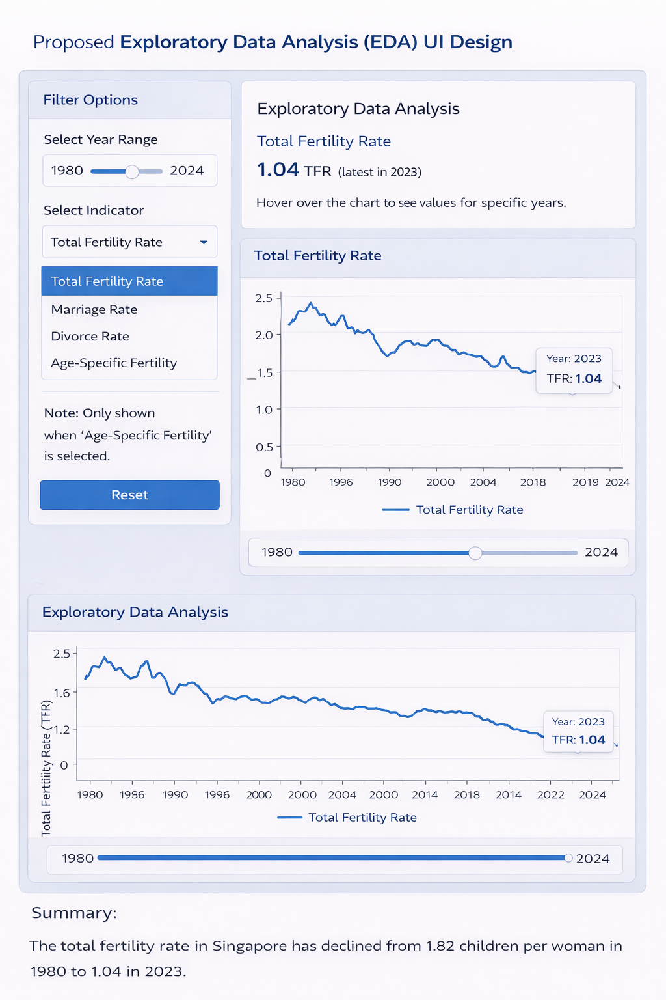 Proposed Exploratory Data Analysis (EDA) UI Design
Filter Options
Select Year Range
1980 2024
Select Indicator
Total Fertility Rate
Total Fertility Rate
Marriage Rate
Divorce Rate
Age-Specific Fertility
Note: Only shown
when ‘Age-Specific Fertility’
is selected.
Reset
Exploratory Data Analysis
Total Fertility Rate
1.04 TFR (latest in 2023)
Hover over the chart to see values for specific years.
Total Fertility Rate
2.5
2.0
1.5
1.0
0.5
0
Year: 2023
TFR: 1.04
1980 1996 1990 2000 2004 2018 2019 2024
Total Fertility Rate
1980 2024
Exploratory Data Analysis
Total Fertiiiity Rate (TFR)
2.5
1.6
1.2
0
Year: 2023
TFR: 1.04
1980 1986 1990 1996 2000 2000 2004 2000 2014 2018 2014 2022 2024
Total Fertility Rate
1980 2024
Summary:
The total fertility rate in Singapore has declined from 1.82 children per woman in
1980 to 1.04 in 2023.